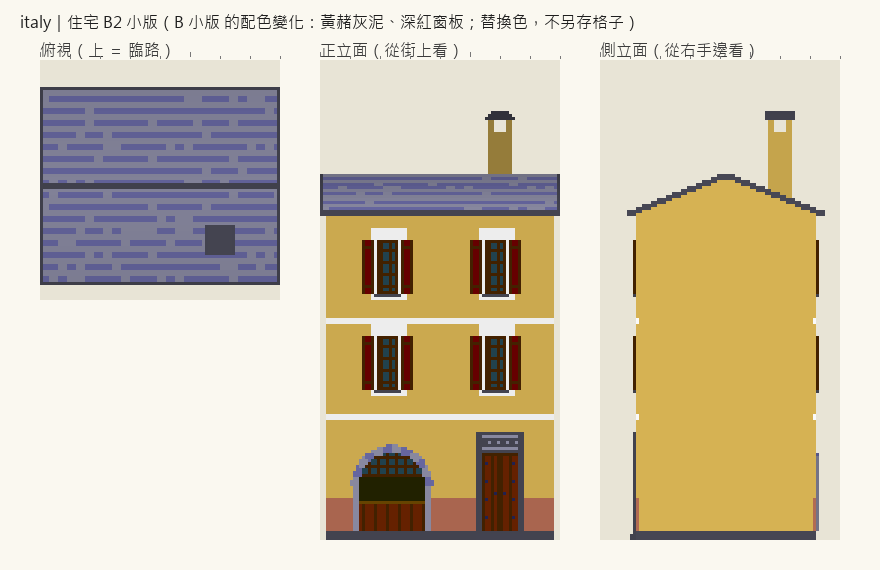 italy | 住宅 B2 小版 ( B 小版 的配色變化：黃赭灰泥、深紅窗板；替換色，不另存格子 )
俯視 ( 上 = 臨路 )
正立面 ( 從街上看 )
側立面 ( 從右手邊看 )